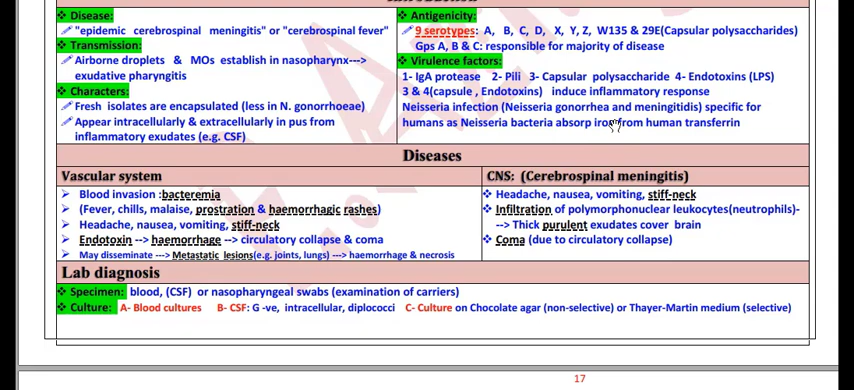 ❖ Disease:
"epidemic cerebrospinal meningitis" or "cerebrospinal fever"
❖ Transmission:
Airborne droplets & MOs establish in nasopharynx--->
exudative pharyngitis
❖ Characters:
Fresh isolates are encapsulated (less in N. gonorrhoeae)
Appear intracellularly & extracellularly in pus from
inflammatory exudates (e.g. CSF)
❖ Antigenicity:
9 serotypes: A, B, C, D, X, Y, Z, W135 & 29E(Capsular polysaccharides)
Gps A, B & C: responsible for majority of disease
❖ Virulence factors:
1- IgA protease 2- Pili 3- Capsular polysaccharide 4- Endotoxins (LPS)
3 & 4(capsule , Endotoxins) induce inflammatory response
Neisseria infection (Neisseria gonorrhea and meningitidis) specific for
humans as Neisseria bacteria absorp iron from human transferrin
Diseases
Vascular system
➢ Blood invasion :bacteremia
➢ (Fever, chills, malaise, prostration & haemorrhagic rashes)
➢ Headache, nausea, vomiting, stiff-neck
➢ Endotoxin --> haemorrhage --> circulatory collapse & coma
➢ May disseminate ---> Metastatic lesions(e.g. joints, lungs) ---> haemorrhage & necrosis
CNS: (Cerebrospinal meningitis)
❖ Headache, nausea, vomiting, stiff-neck
❖ Infiltration of polymorphonuclear leukocytes(neutrophils)-
--> Thick purulent exudates cover brain
❖ Coma (due to circulatory collapse)
Lab diagnosis
❖ Specimen: blood, (CSF) or nasopharyngeal swabs (examination of carriers)
❖ Culture: A- Blood cultures B- CSF: G -ve, intracellular, diplococci C- Culture on Chocolate agar (non-selective) or Thayer-Martin medium (selective)
17